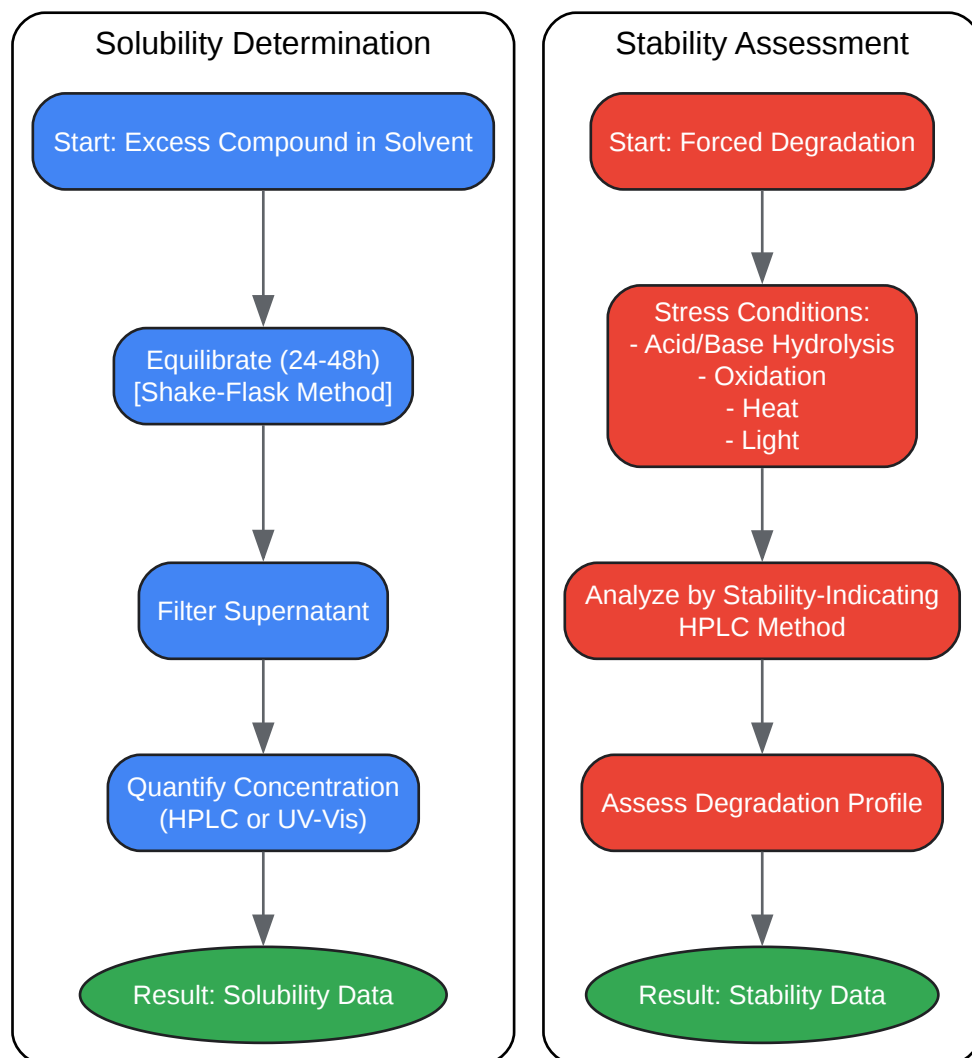 Solubility Determination
Start: Excess Compound in Solvent
Equilibrate (24-48h)
[Shake-Flask Method]
Filter Supernatant
Quantify Concentration
(HPLC or UV-Vis)
Result: Solubility Data
Stability Assessment
Start: Forced Degradation
Stress Conditions:
- Acid/Base Hydrolysis
- Oxidation
- Heat
- Light
Analyze by Stability-Indicating
HPLC Method
Assess Degradation Profile
Result: Stability Data